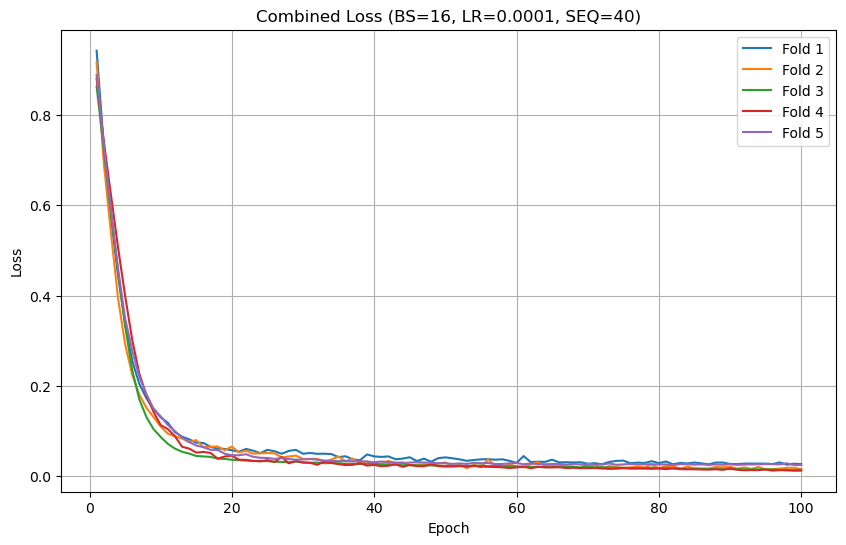 Combined Loss (BS=16, LR=0.0001, SEQ=40)
Fold 1
Fold 2
Fold 3
Fold 4
Fold 5
Loss
0.8
0.6
0.4
0.2
0.0
0 20 40 60 80 100
Epoch